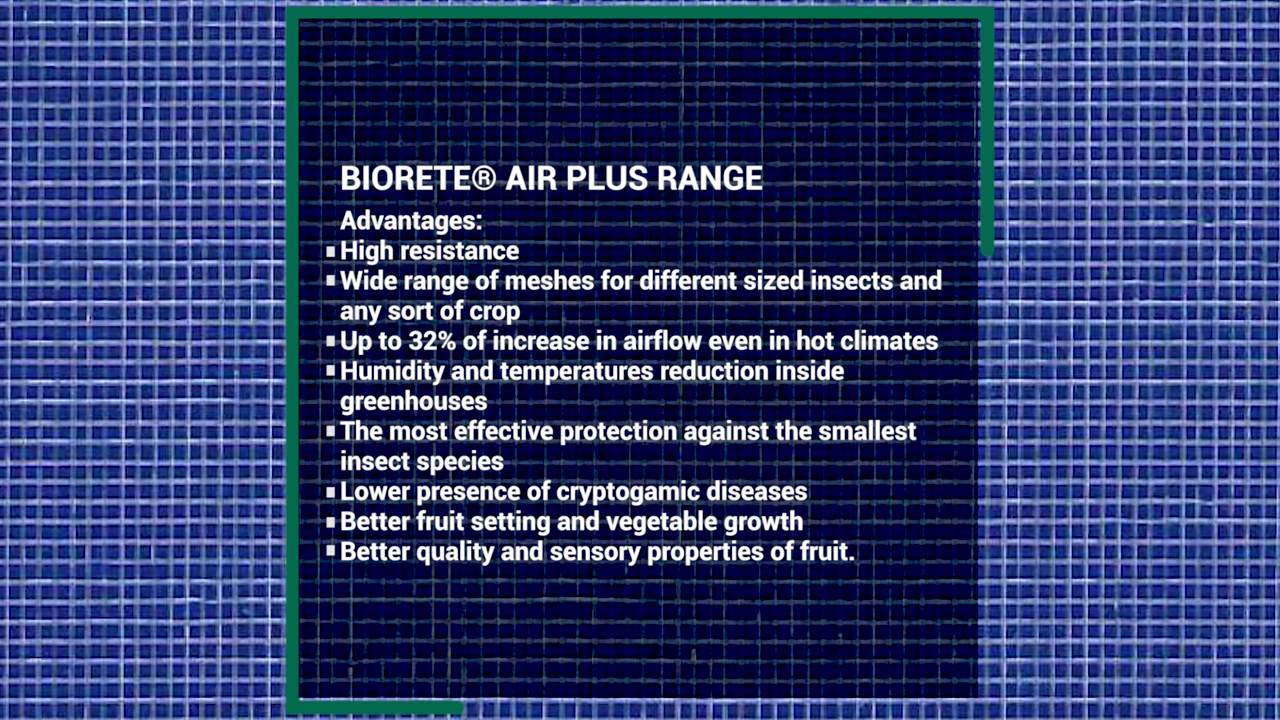 BIORETE® AIR PLUS RANGE
Advantages:
▪High resistance
▪Wide range of meshes for different sized insects and
any sort of crop
▪Up to 32% of increase in airflow even in hot climates
▪Humidity and temperatures reduction inside
greenhouses
▪The most effective protection against the smallest
insect species
▪Lower presence of cryptogamic diseases
▪Better fruit setting and vegetable growth
▪Better quality and sensory properties of fruit.